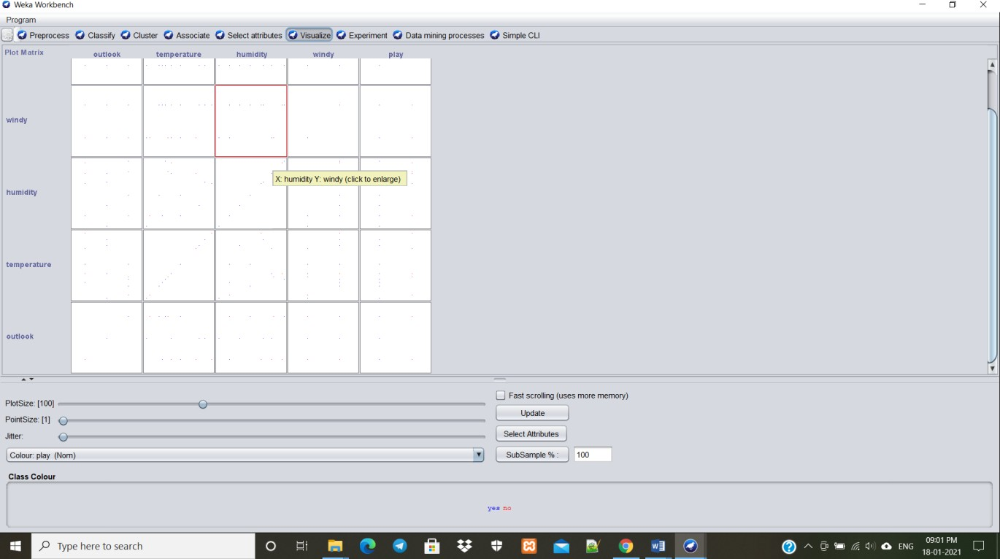 Weka Workbench
Program
Preprocess Classify Cluster Associate Select attributes Visualize Experiment Data mining processes Simple CLI
Plot Matrix outlook temperature humidity windy play
windy
X: humidity Y: windy (click to enlarge)
humidity
temperature
outlook
PlotSize: [100]
Fast scrolling (uses more memory)
PointSize: [1]
Update
Jitter:
Select Attributes
Colour: play (Nom)
SubSample % : 100
Class Colour
yes no
Type here to search
ENG
09:01 PM
18-01-2021